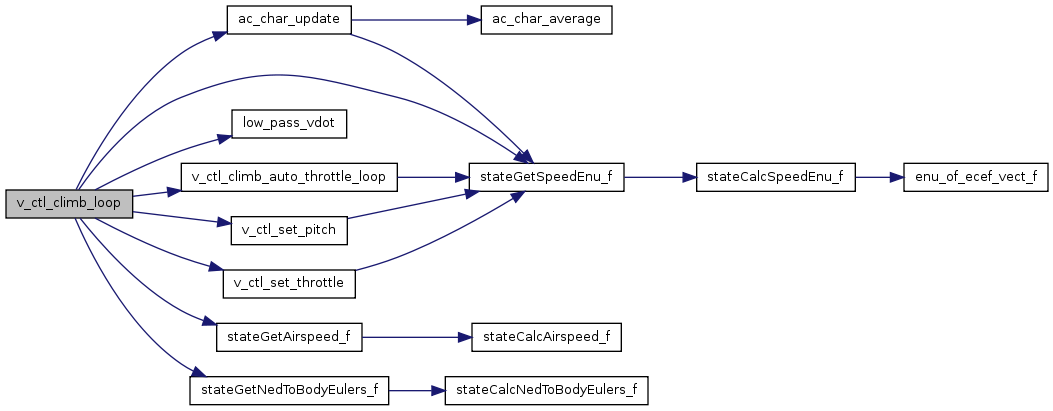 ac_char_update
ac_char_average
low_pass_vdot
v_ctl_climb_auto_throttle_loop
stateGetSpeedEnu_f
stateCalcSpeedEnu_f
enu_of_ecef_vect_f
v_ctl_climb_loop
v_ctl_set_pitch
v_ctl_set_throttle
stateGetAirspeed_f
stateCalcAirspeed_f
stateGetNedToBodyEulers_f
stateCalcNedToBodyEulers_f